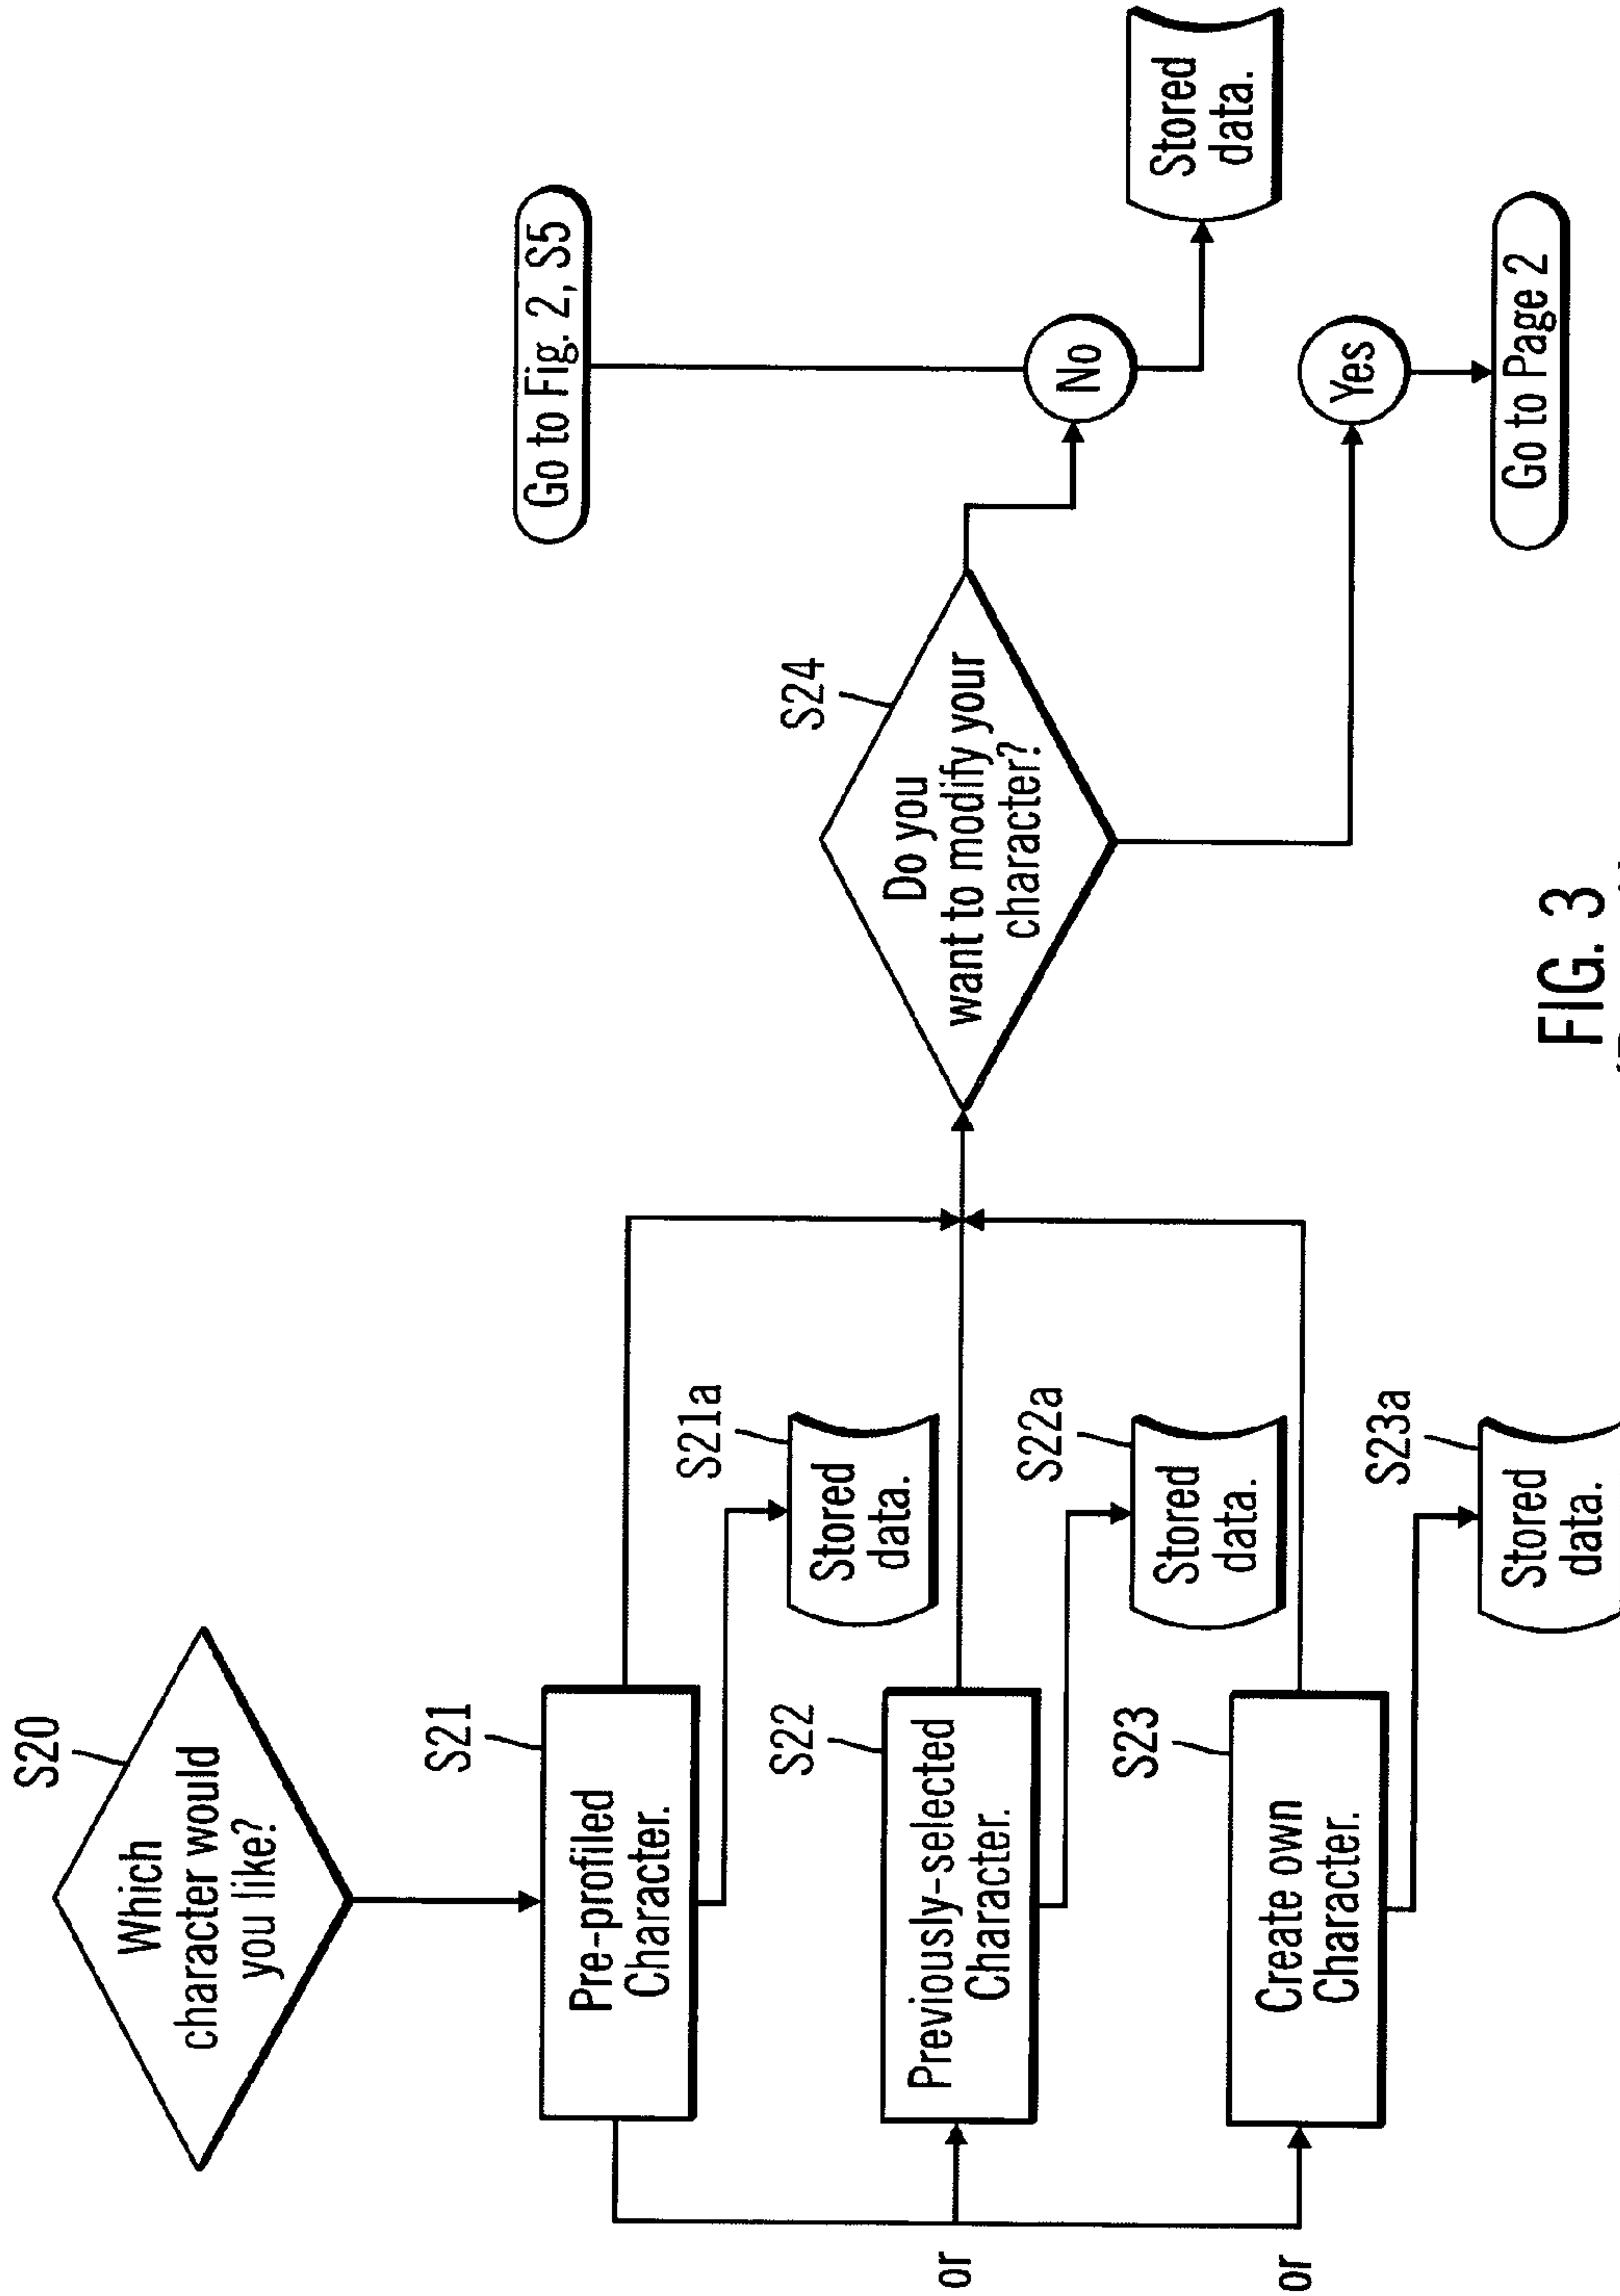 S20
Which
character would
you like?
S21
Pre-profiled
Character.
S21a
Stored
data.
or
S22
Previously-selected
Character.
S22a
Stored
data.
or
S23
Create own
Character.
S23a
Stored
data.
S24
Do you
want to modify your
character?
Go to Fig. 2, S5
No
Stored
data.
Yes
Go to Page 2
FIG. 3